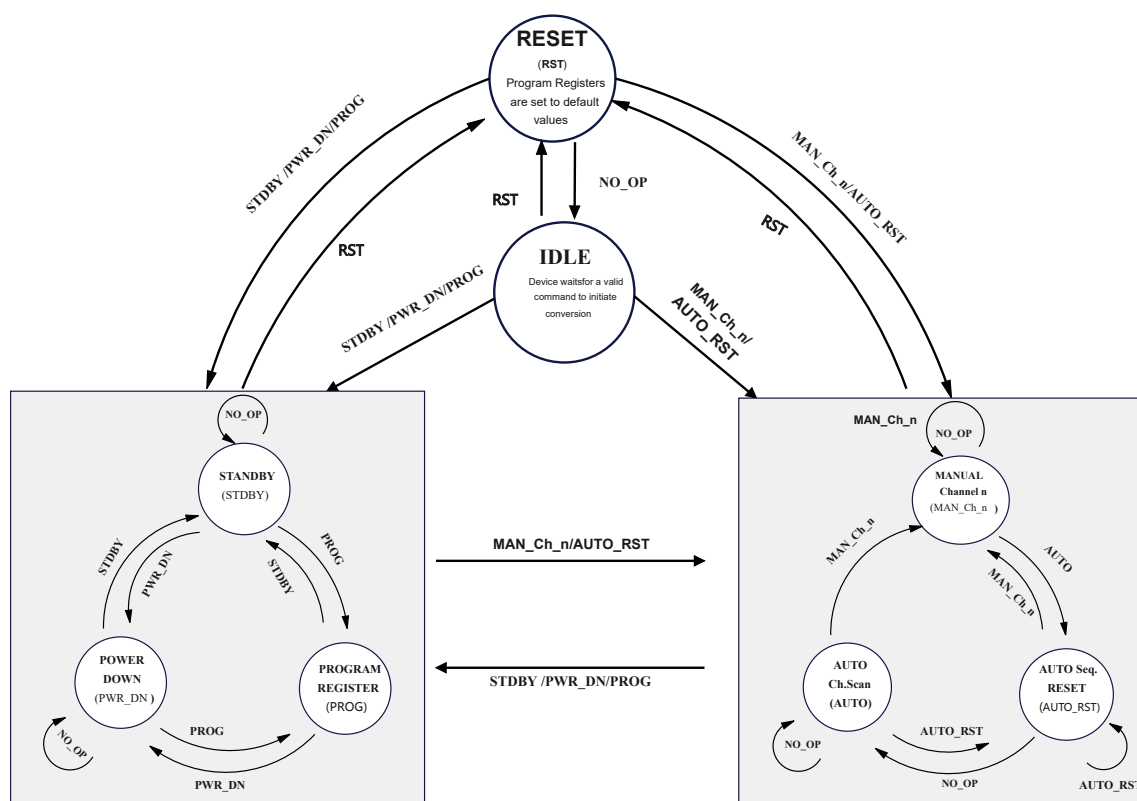 RESET
(RST)
Program Registers
are set to default
values
STDBY /PWR_DN/PROG
RST
RST
NO_OP
RST
MAN_Ch_n/AUTO_RST
IDLE
Device waitsfor a valid
command to initiate
conversion
STDBY /PWR_DN/PROG
MAN_Ch_n/
AUTO_RST
NO_OP
STANDBY
(STDBY)
STDBY
PWR_DN
STDBY
PROG
POWER
DOWN
(PWR_DN )
PROGRAM
REGISTER
(PROG)
NO_OP
PROG
PWR_DN
MAN_Ch_n/AUTO_RST
STDBY /PWR_DN/PROG
MAN_Ch_n
NO_OP
MANUAL
Channel n
(MAN_Ch_n )
MAN_Ch_n
AUTO
MAN_Ch_n
AUTO
Ch.Scan
(AUTO)
AUTO Seq.
RESET
(AUTO_RST)
NO_OP
AUTO_RST
NO_OP
AUTO_RST